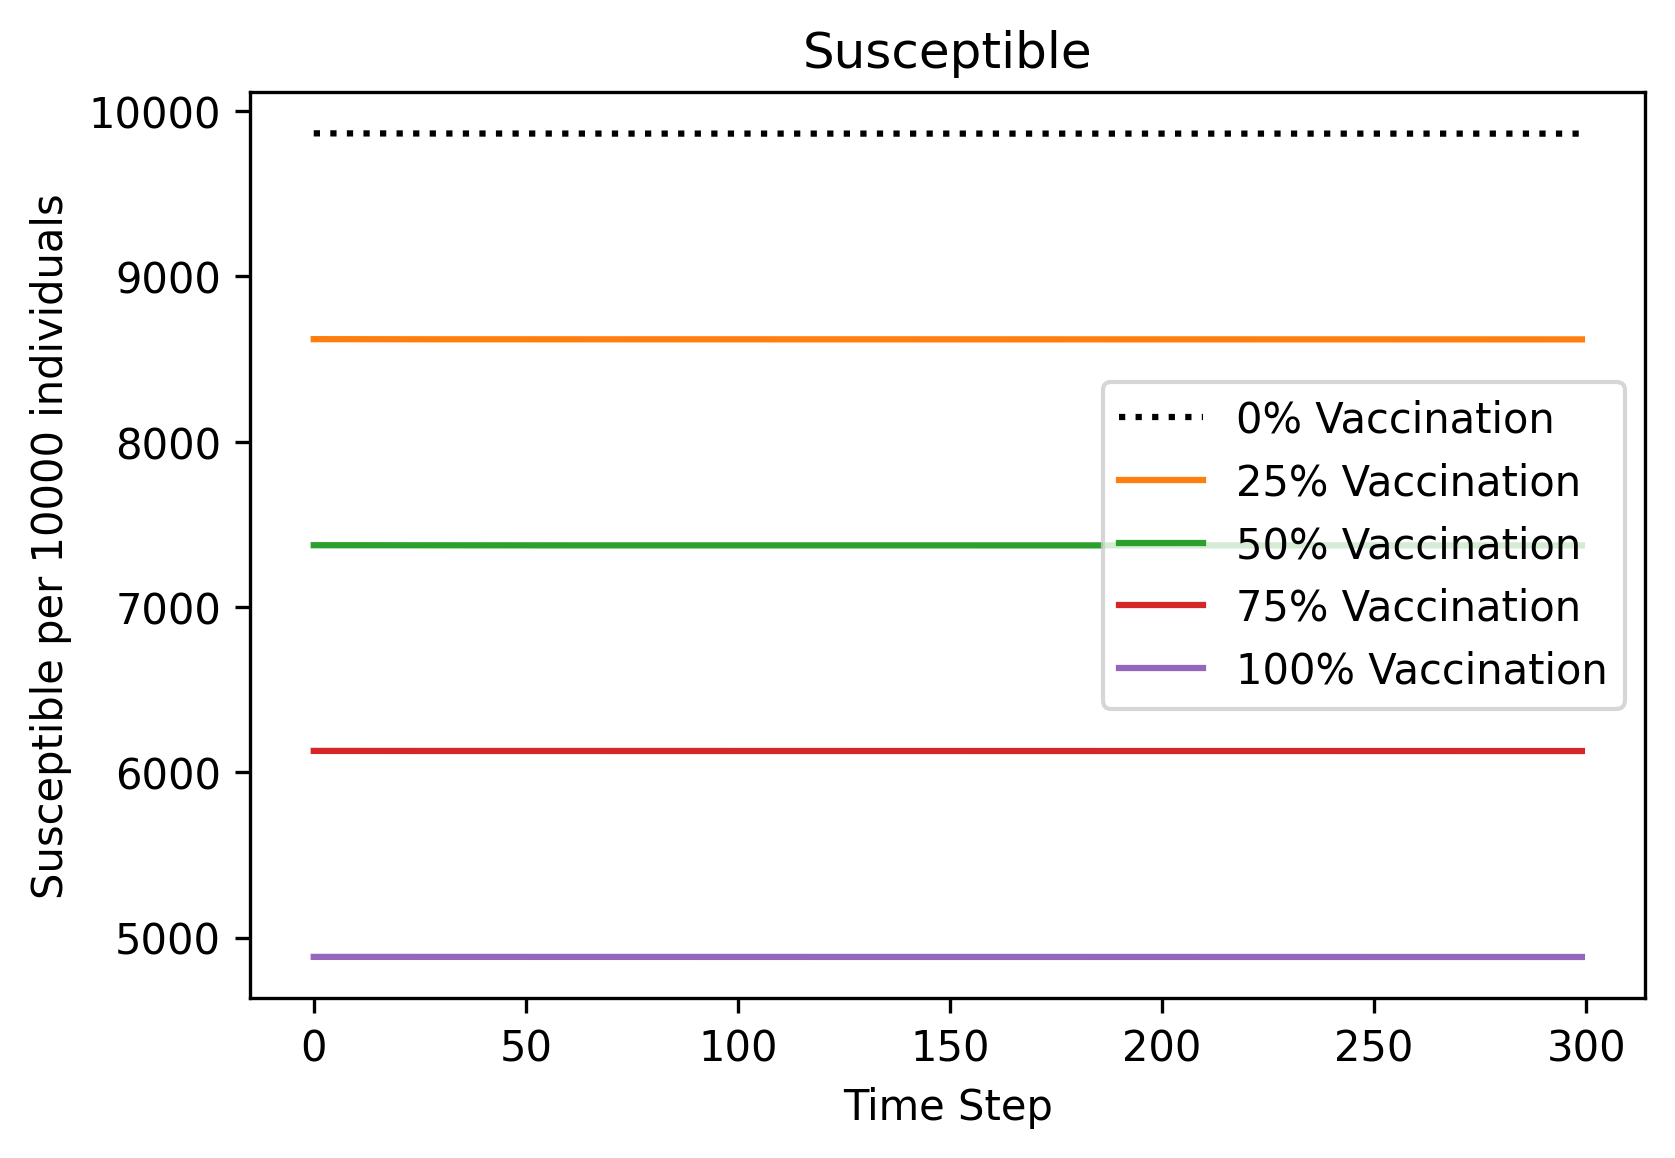 Susceptible
10000
9000
8000
7000
6000
5000
Susceptible per 10000 individuals
0% Vaccination
25% Vaccination
50% Vaccination
75% Vaccination
100% Vaccination
0 50 100 150 200 250 300
Time Step